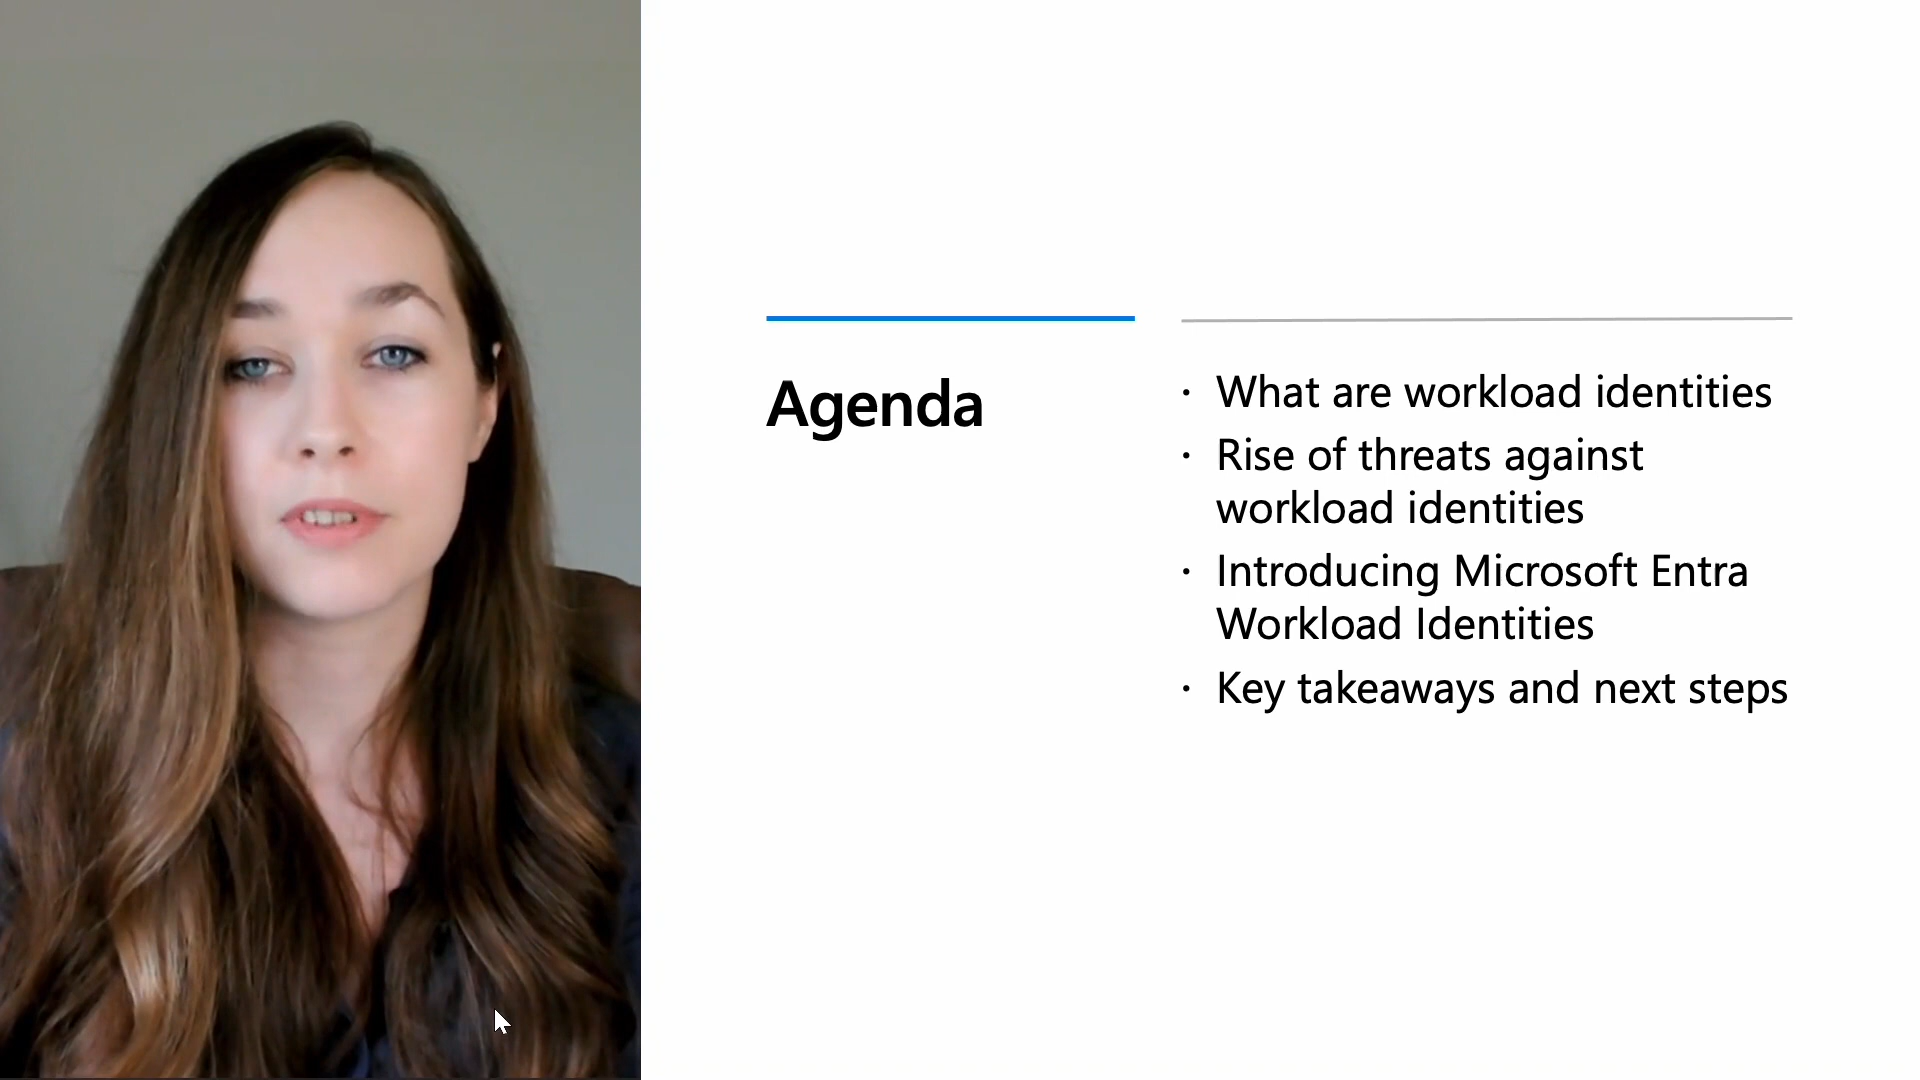 Agenda
· What are workload identities
· Rise of threats against
workload identities
· Introducing Microsoft Entra
Workload Identities
· Key takeaways and next steps